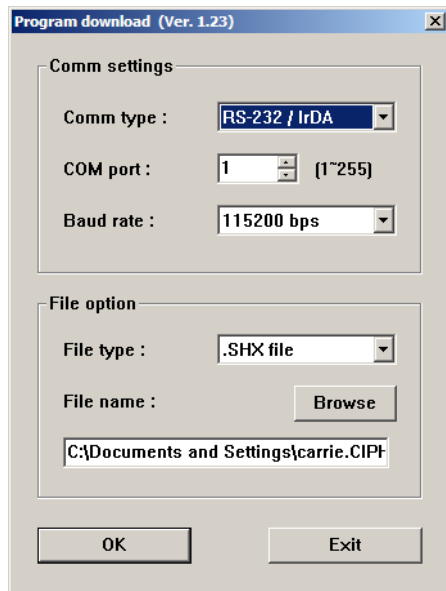 Program download (Ver. 1.23)
Comm settings
Comm type : RS-232 / IrDA
COM port : 1 (1~255)
Baud rate : 115200 bps
File option
File type : .SHX file
File name : Browse
C:\Documents and Settings\carrie.CIPH
OK Exit